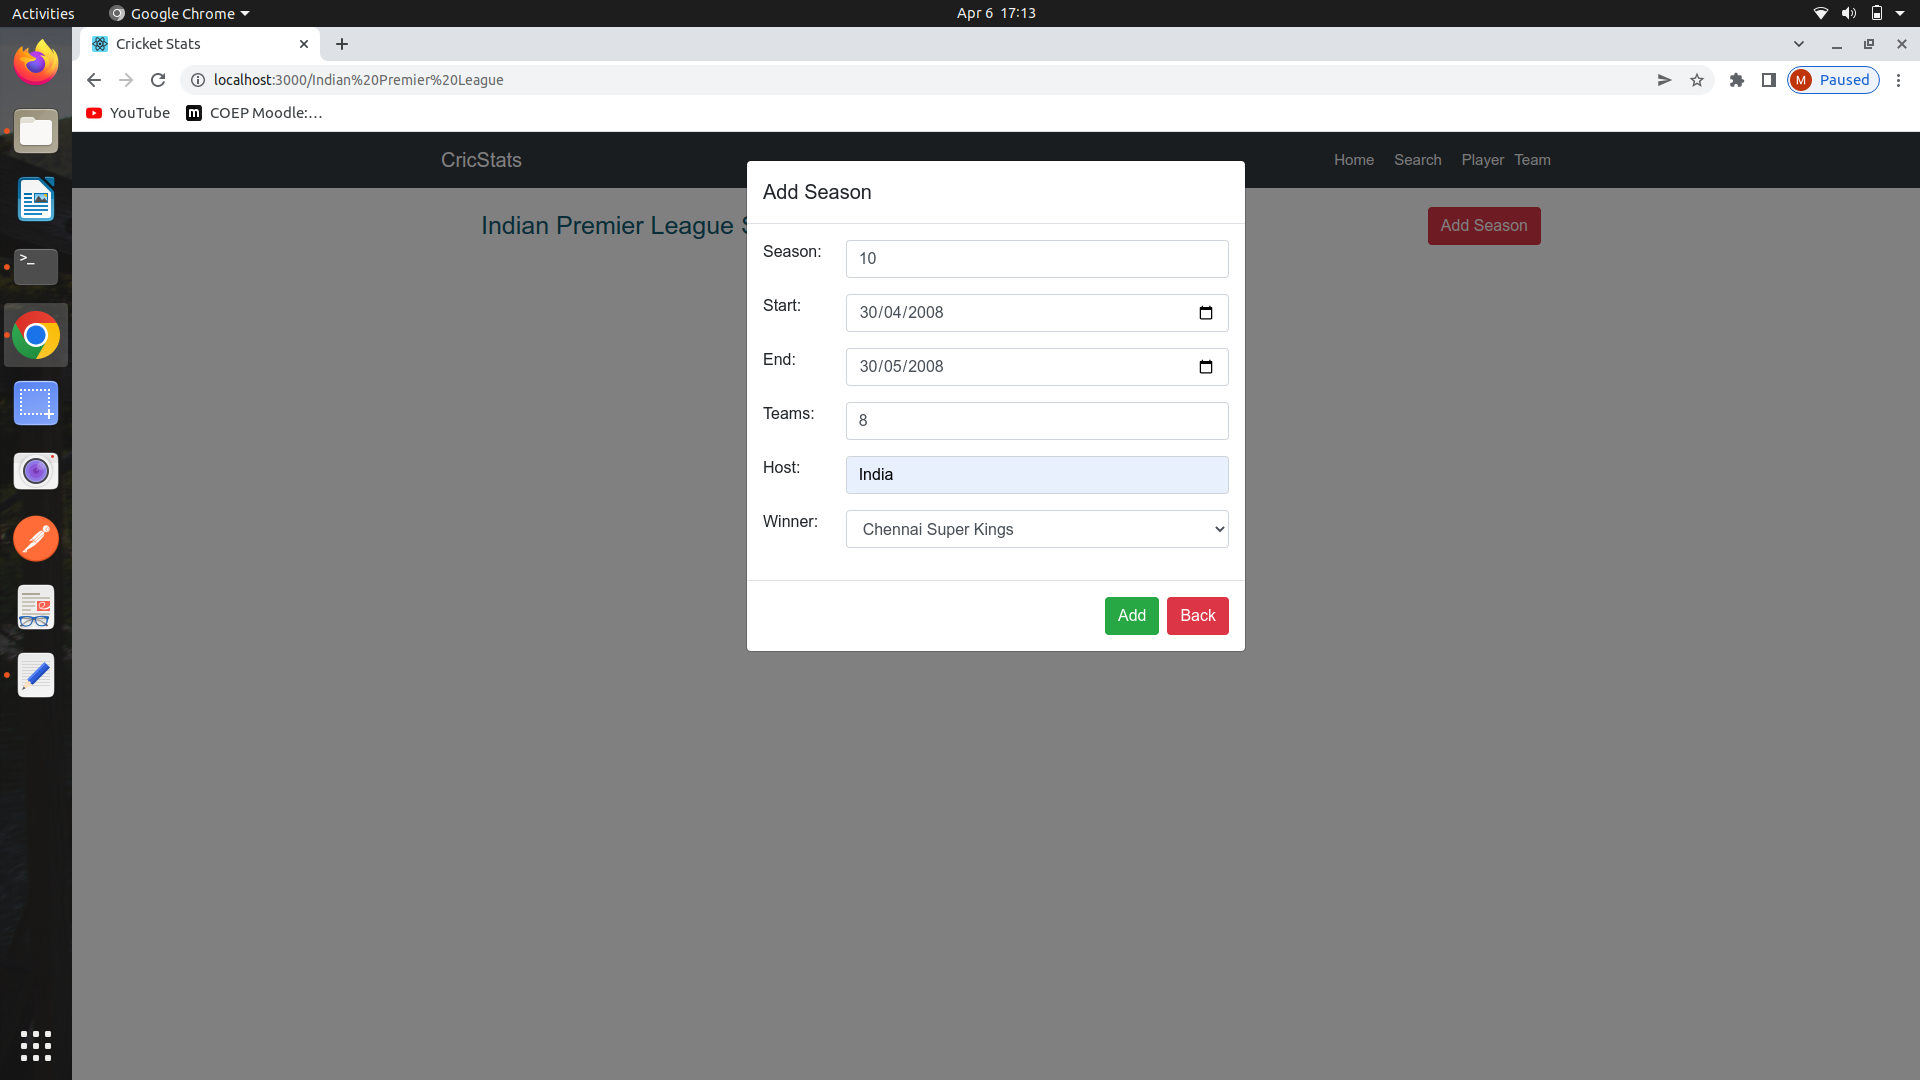 Activities
Google Chrome
Apr 6 17:13
Cricket Stats
localhost:3000/Indian%20Premier%20League
M Paused
YouTube
m COEP Moodle:...
CricStats
Home Search Player Team
Indian Premier League
Add Season
Add Season
Season: 10
Start: 30/04/2008
End: 30/05/2008
Teams: 8
Host: India
Winner: Chennai Super Kings
Add Back